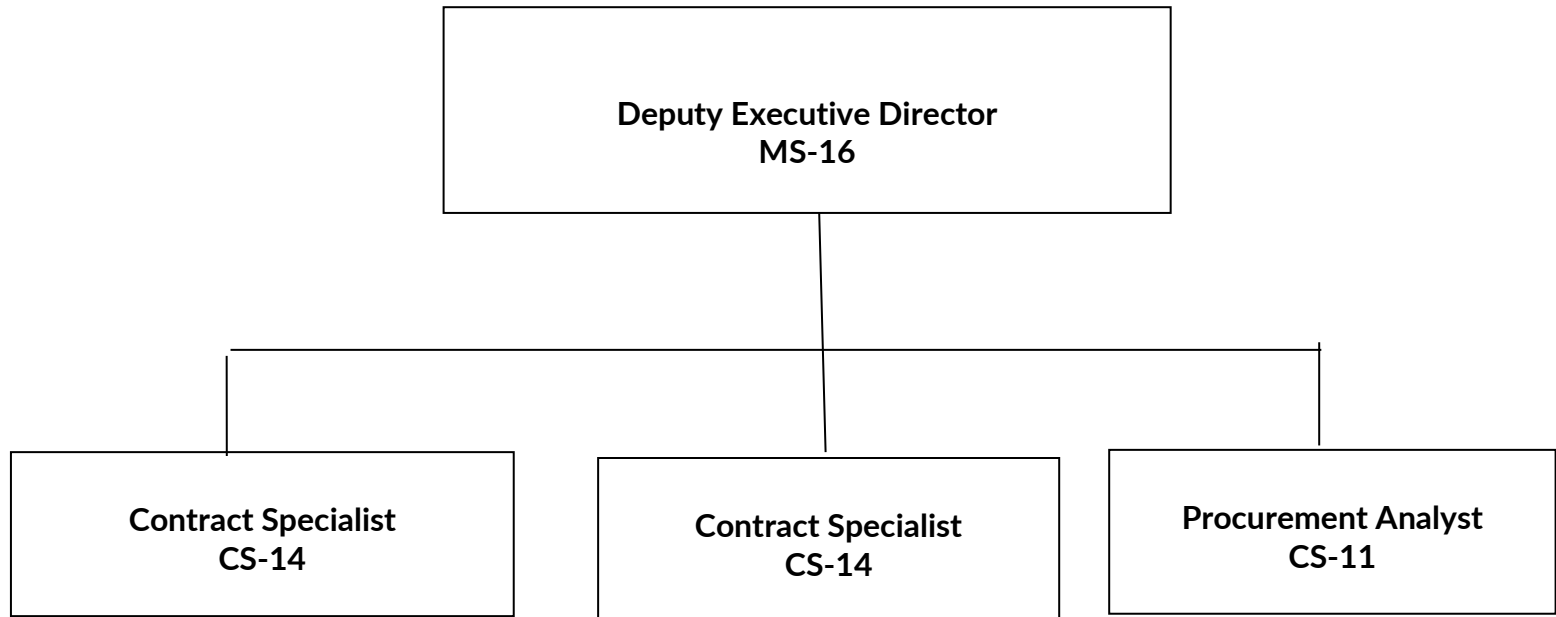 Deputy Executive Director
MS-16
Contract Specialist
CS-14
Contract Specialist
CS-14
Procurement Analyst
CS-11